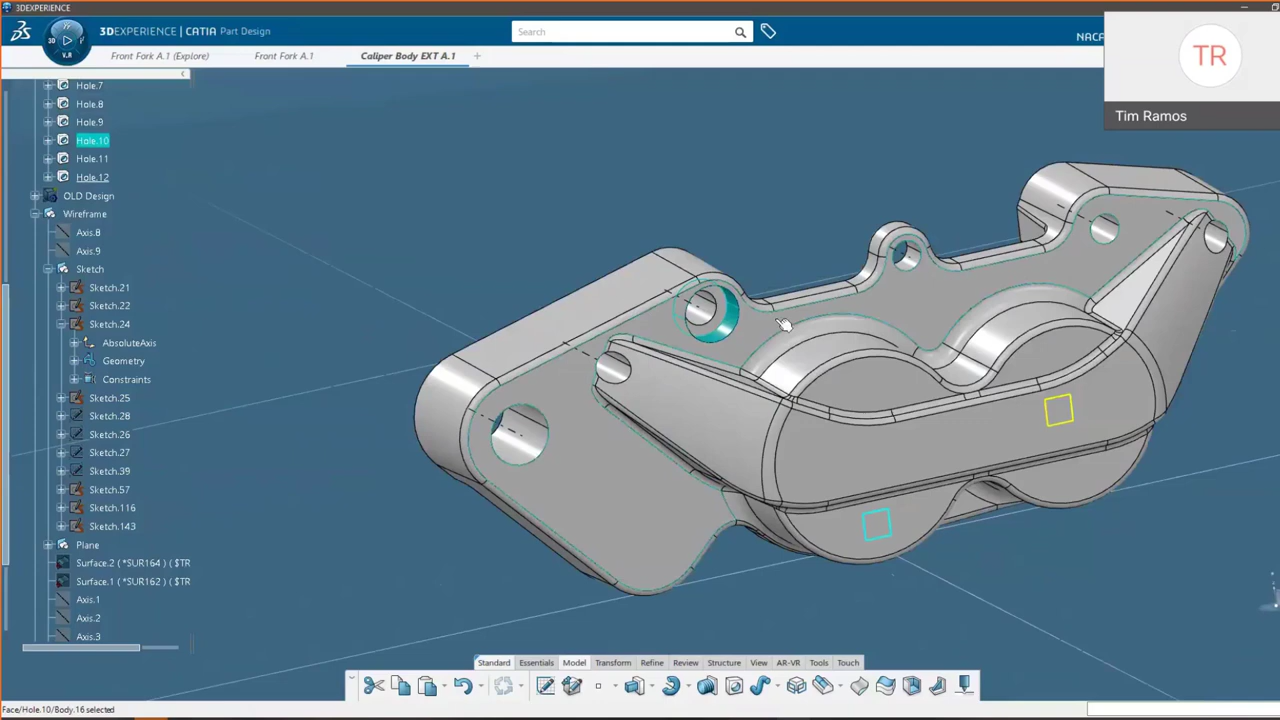 3DEXPERIENCE
3DEXPERIENCE | CATIA Part Design
3D
V.R
Search
NACA
TR
Tim Ramos
Front Fork A.1 (Explore)
Front Fork A.1
Caliper Body EXT A.1
Hole.7
Hole.8
Hole.9
Hole.10
Hole.11
Hole.12
OLD Design
Wireframe
Axis.8
Axis.9
Sketch
Sketch.21
Sketch.22
Sketch.24
AbsoluteAxis
Geometry
Constraints
Sketch.25
Sketch.28
Sketch.26
Sketch.27
Sketch.39
Sketch.57
Sketch.116
Sketch.143
Plane
Surface.2 ( *SUR164 ) ( $TR
Surface.1 ( *SUR162 ) ( $TR
Axis.1
Axis.2
Axis.3
Standard Essentials Model Transform Refine Review Structure View AR-VR Tools Touch
Face/Hole.10/Body.16 selected